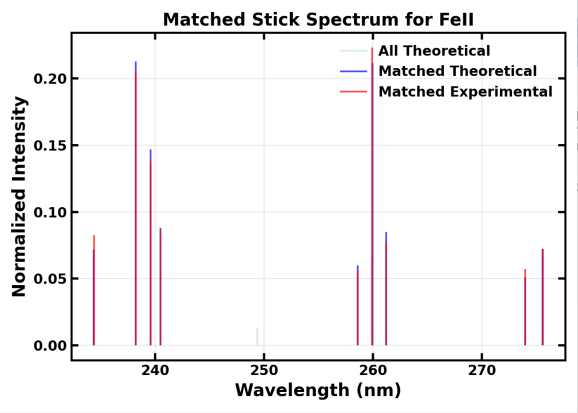 Matched Stick Spectrum for FeII
All Theoretical
Matched Theoretical
Matched Experimental
Normalized Intensity
0.20
0.15
0.10
0.05
0.00
240 250 260 270
Wavelength (nm)